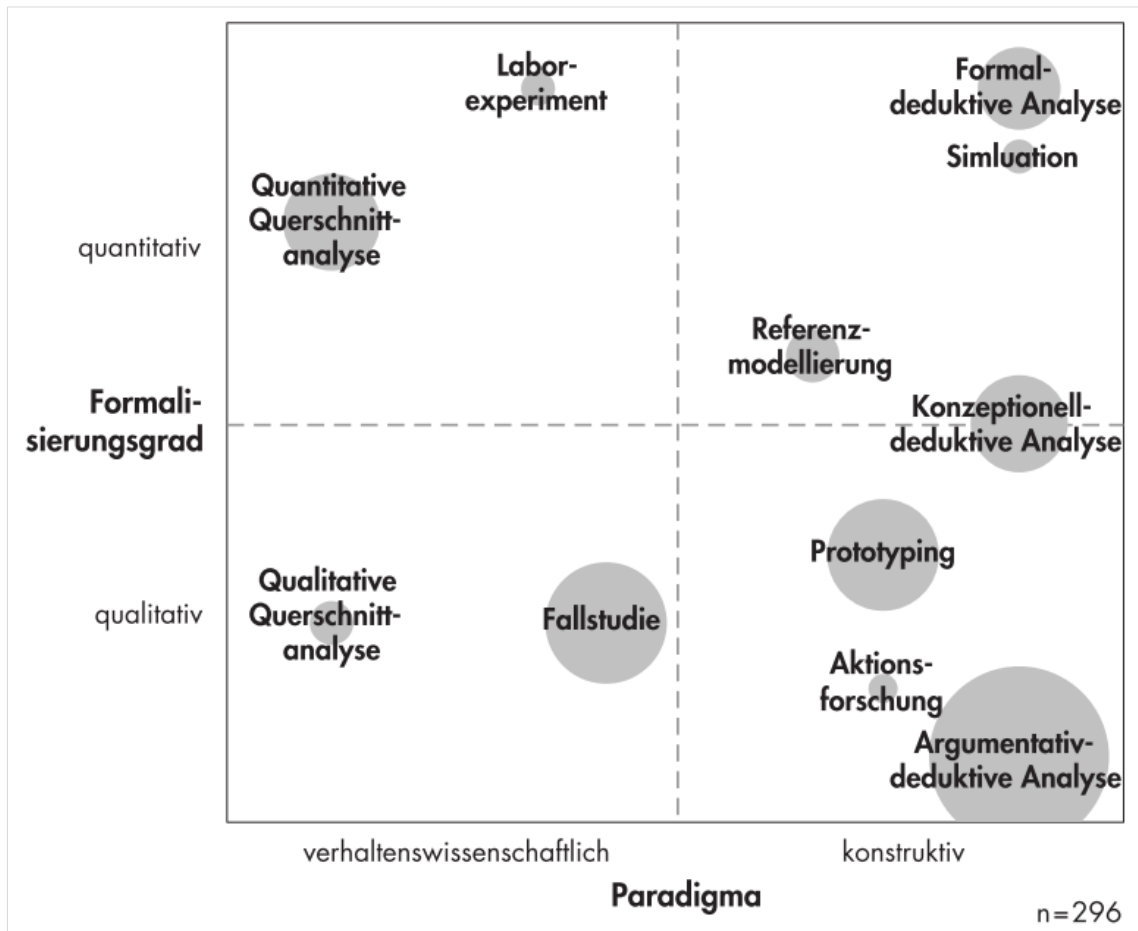 Labor-
experiment
Formal-
deduktive Analyse
Simluation
Quantitative
Querschnitt-
analyse
quantitativ
Referenz-
modellierung
Formali-
sierungsgrad
Konzeptionell-
deduktive Analyse
Prototyping
Qualitative
Querschnitt-
analyse
qualitativ
Fallstudie
Aktions-
forschung
Argumentativ-
deduktive Analyse
verhaltenswissenschaftlich
konstruktiv
Paradigma
n=296